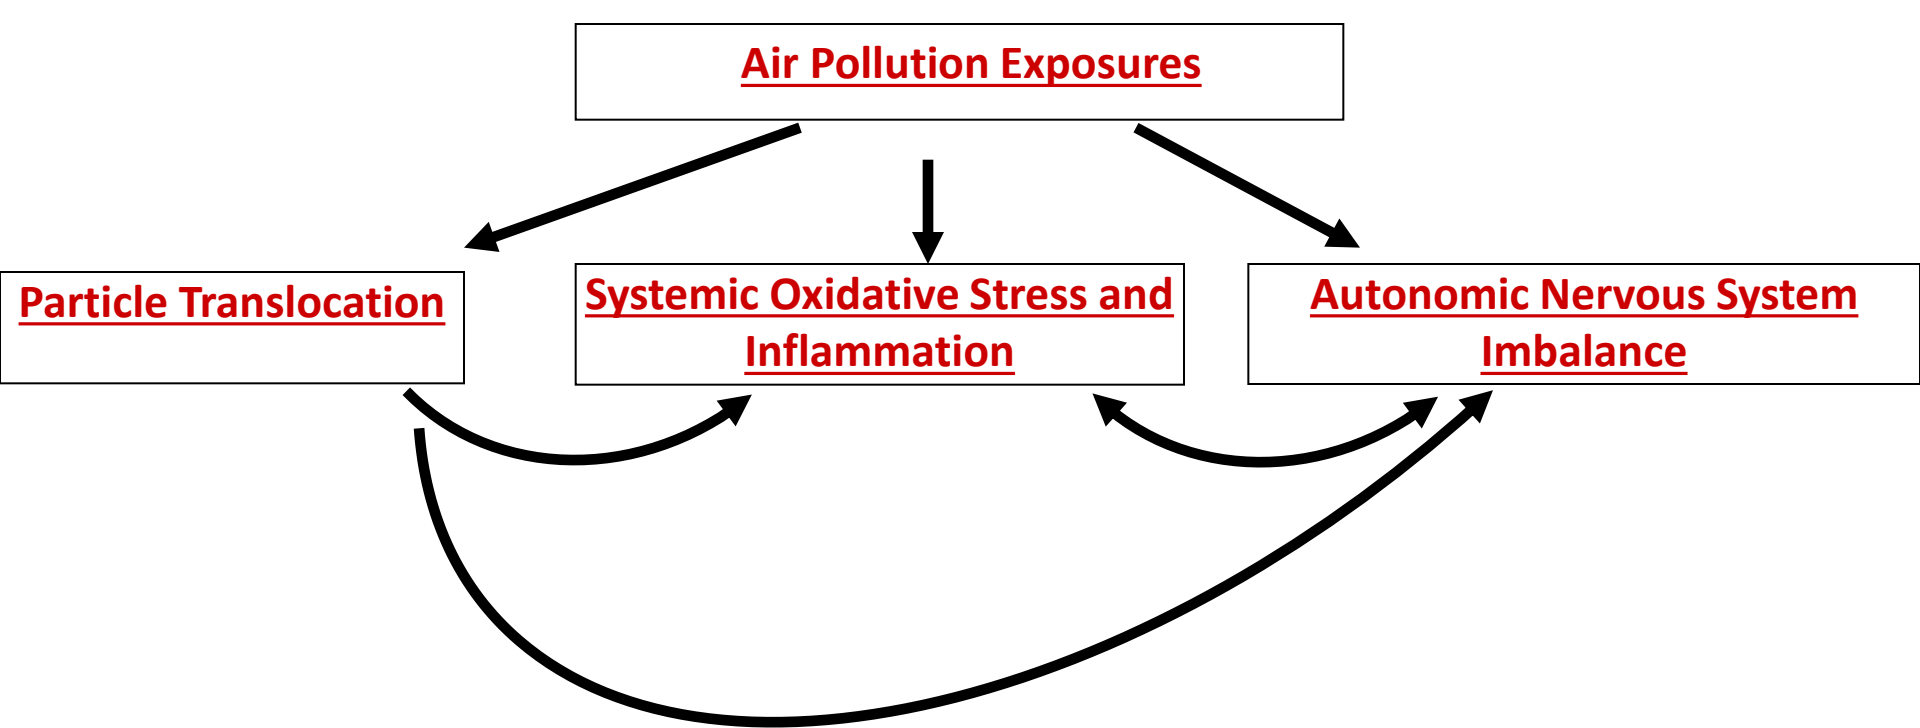 Air Pollution Exposures
Particle Translocation
Systemic Oxidative Stress and
Inflammation
Autonomic Nervous System
Imbalance